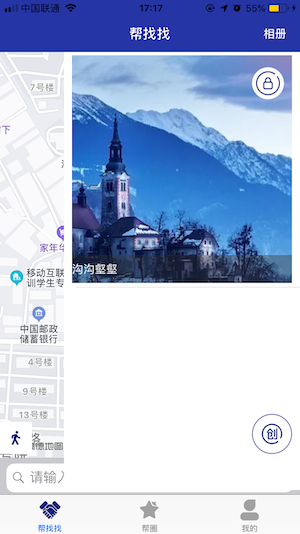 中国联通
17:17
55%
帮找找
相册
7号楼
下
家年华
移动互联
训学生专
中国邮政
储蓄银行
4号楼
9号楼
13号楼
名
请输入
沟沟壑壑
创
帮找找
帮圈
我的